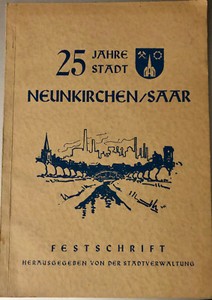 25 JAHRE
STADT
NEUNKIRCHEN/SAAR
FESTSCHRIFT
HERAUSGEGEBEN VON DER STADTVERWALTUNG